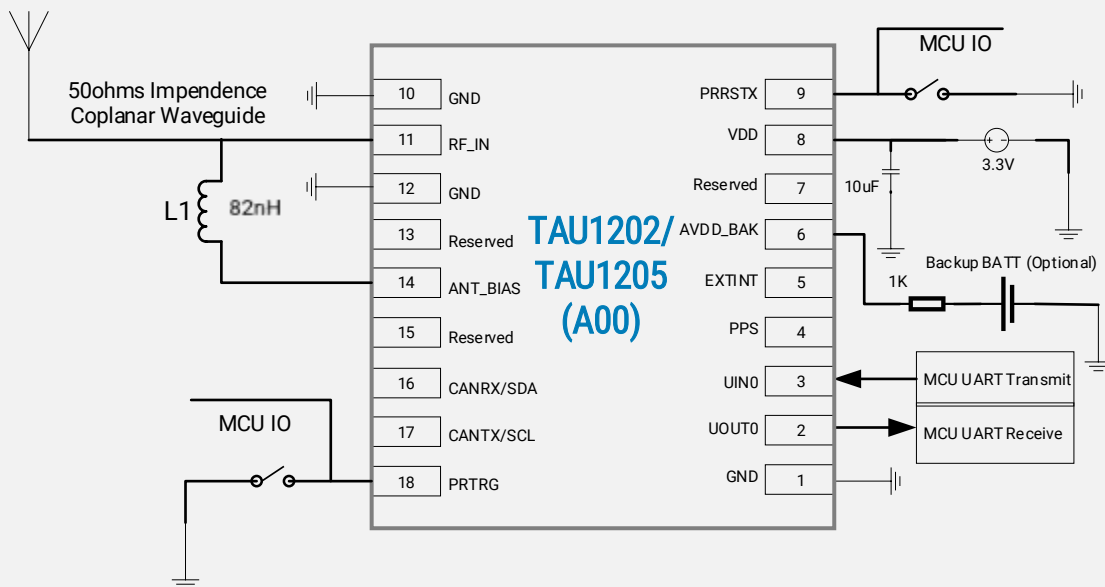 MCU IO
50ohms Impendence
Coplanar Waveguide
10
GND
PRRSTX
9
11
RF_IN
VDD
8
3.3V
12
GND
Reserved
7
10uF
L1
82nH
13
Reserved
TAU1202/
TAU1205
(A00)
AVDD_BAK
6
Backup BATT (Optional)
1K
14
ANT_BIAS
EXTINT
5
15
Reserved
PPS
4
16
CANRX/SDA
UIN0
3
MCU UART Transmit
MCU IO
17
CANTX/SCL
UOUT0
2
MCU UART Receive
18
PRTRG
GND
1